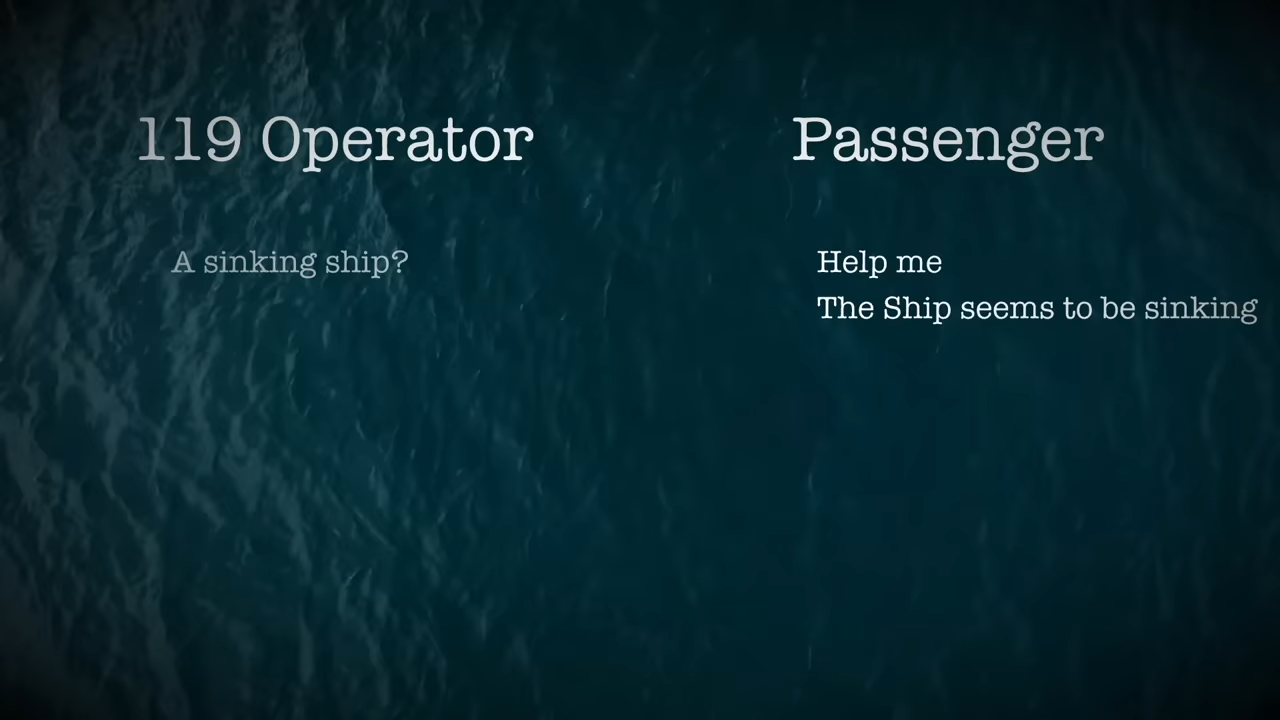 119 Operator
Passenger
A sinking ship?
Help me
The Ship seems to be sinking